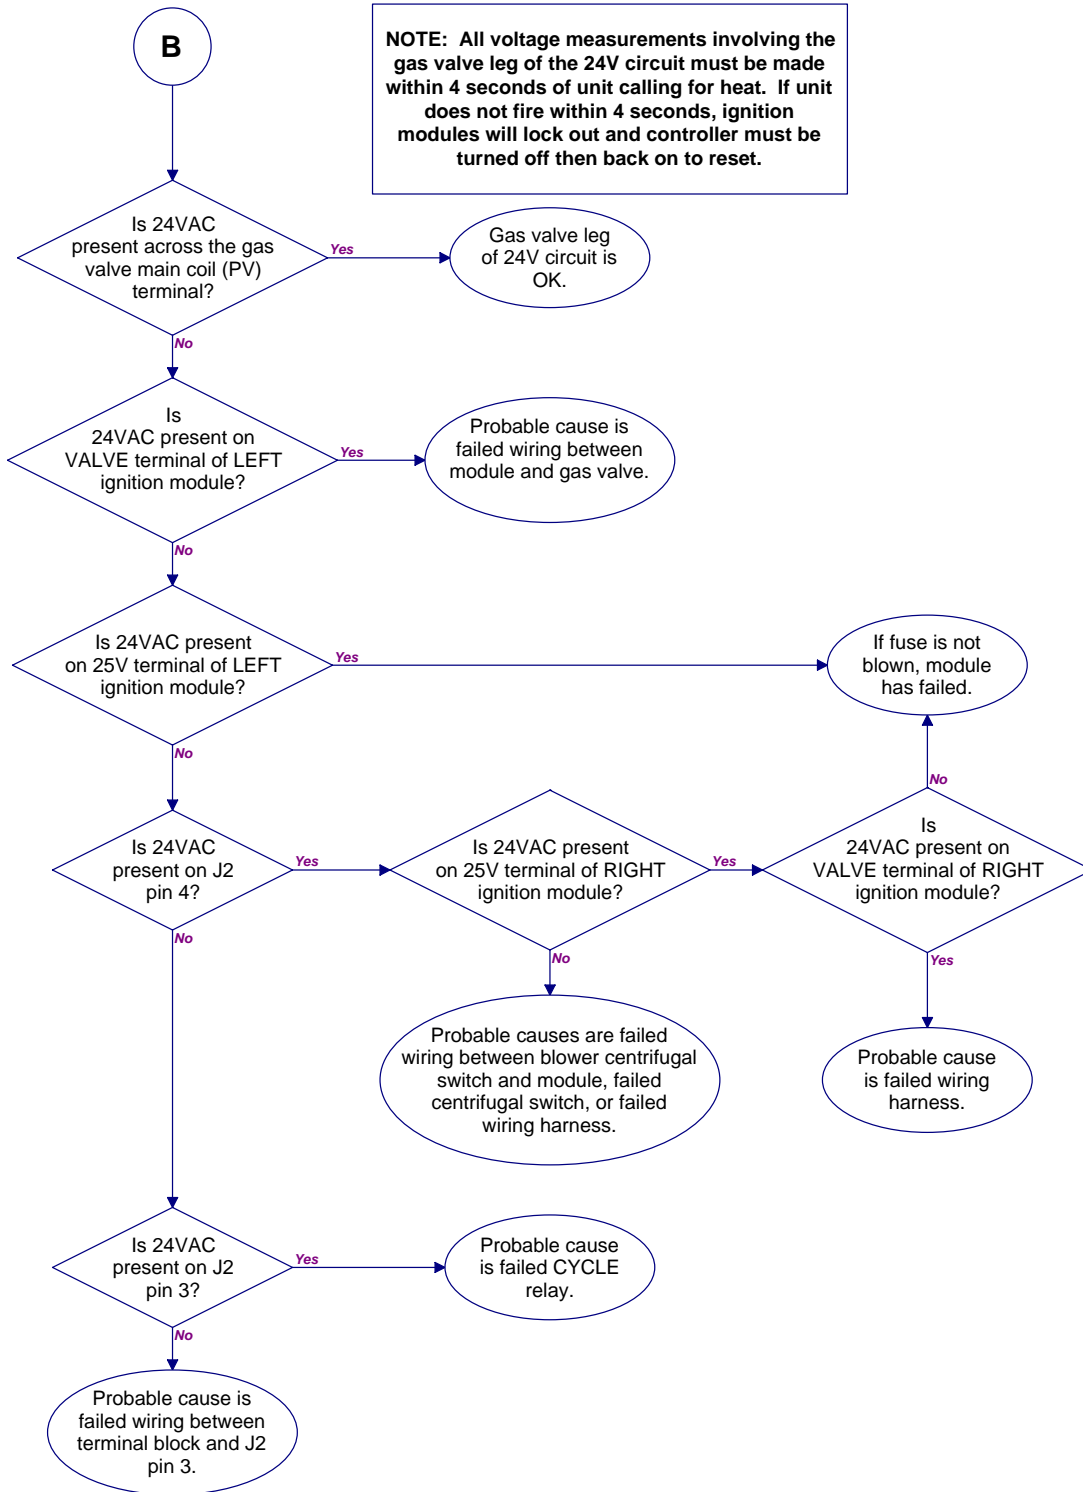 B
NOTE:  All voltage measurements involving the
gas valve leg of the 24V circuit must be made
within 4 seconds of unit calling for heat.  If unit
does not fire within 4 seconds, ignition
modules will lock out and controller must be
turned off then back on to reset.
Is 24VAC
present across the gas
valve main coil (PV)
terminal?
Yes
Gas valve leg
of 24V circuit is
OK.
No
Is
24VAC present on
VALVE terminal of LEFT
ignition module?
Yes
Probable cause is
failed wiring between
module and gas valve.
No
Is 24VAC present
on 25V terminal of LEFT
ignition module?
Yes
If fuse is not
blown, module
has failed.
No
Is 24VAC
present on J2
pin 4?
Yes
Is 24VAC present
on 25V terminal of RIGHT
ignition module?
Yes
No
Is
24VAC present on
VALVE terminal of RIGHT
ignition module?
No
No
Yes
Probable causes are failed
wiring between blower centrifugal
switch and module, failed
centrifugal switch, or failed
wiring harness.
Probable cause
is failed wiring
harness.
Is 24VAC
present on J2
pin 3?
Yes
Probable cause
is failed CYCLE
relay.
No
Probable cause is
failed wiring between
terminal block and J2
pin 3.